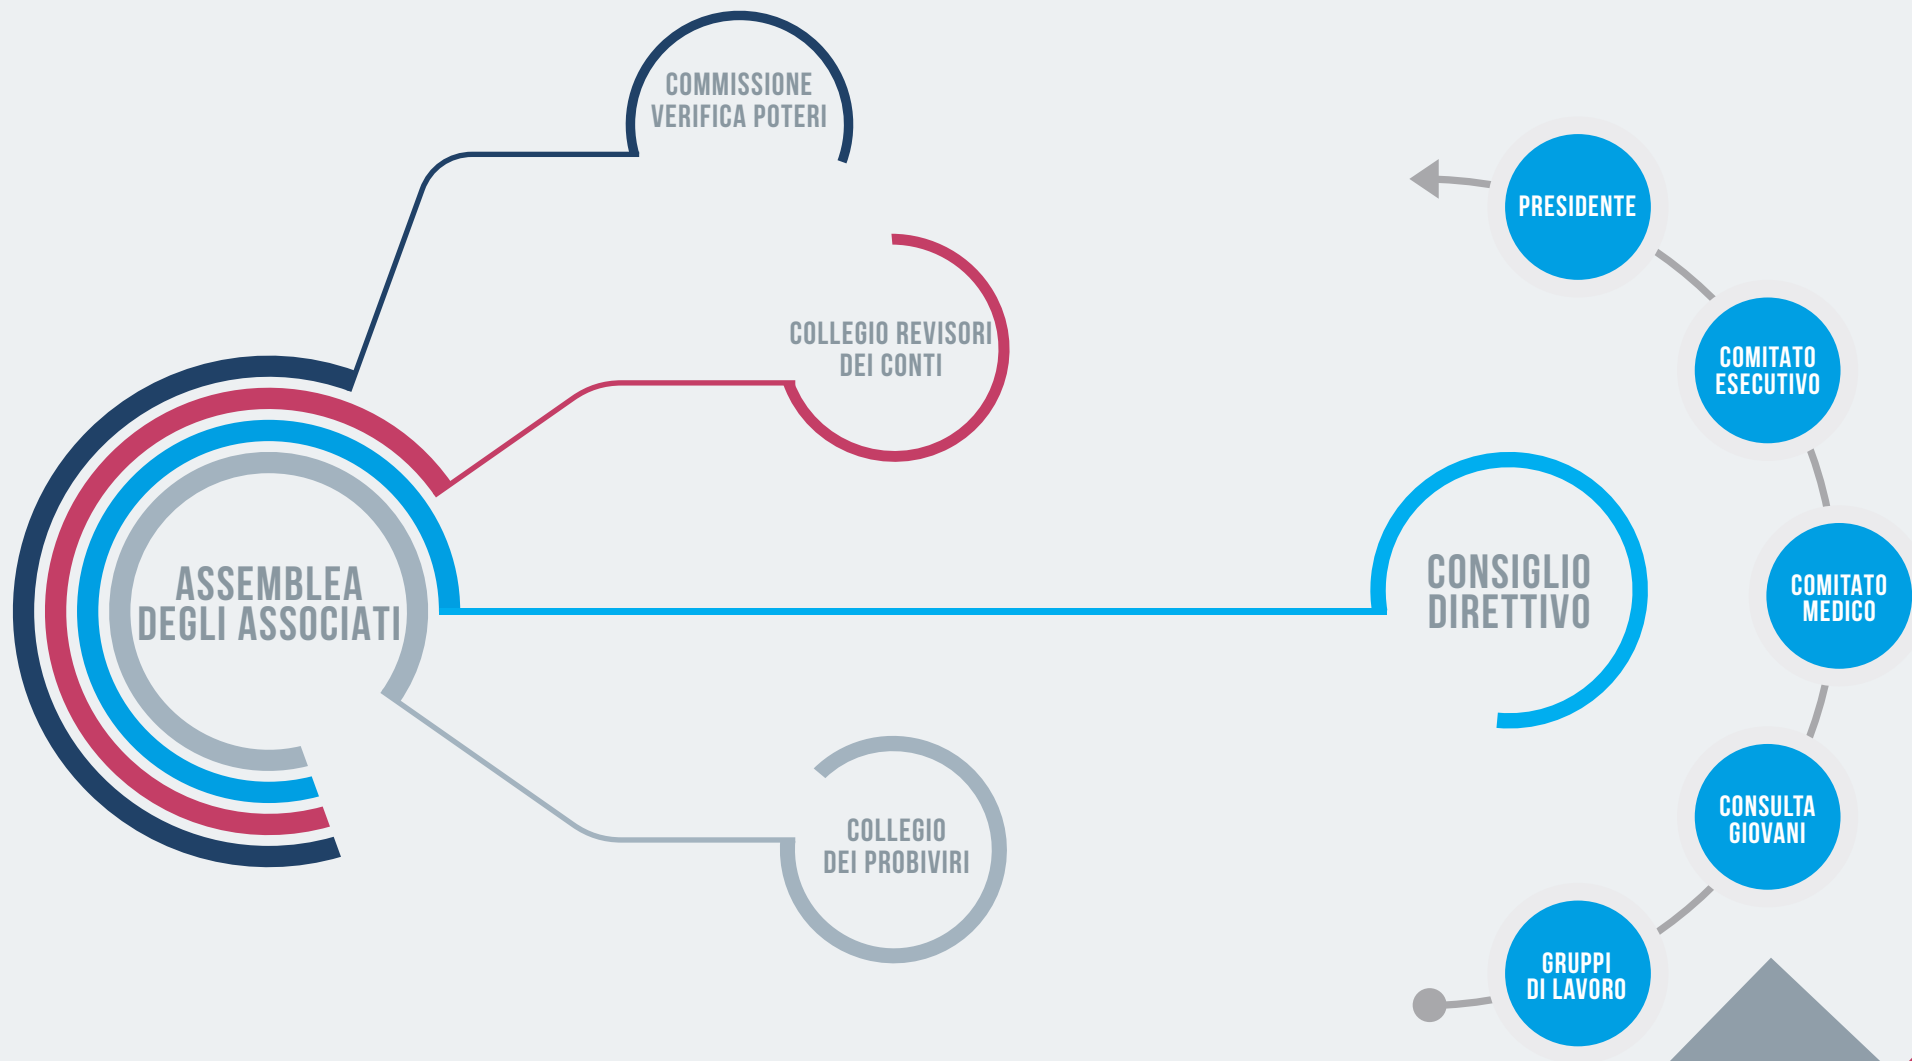 COMMISSIONE
VERIFICA POTERI
PRESIDENTE
COLLEGIO REVISORI
DEI CONTI
COMITATO
ESECUTIVO
ASSEMBLEA
DEGLI ASSOCIATI
CONSIGLIO
DIRETTIVO
COMITATO
MEDICO
COLLEGIO
DEI PROBIVIRI
CONSULTA
GIOVANI
GRUPPI
DI LAVORO